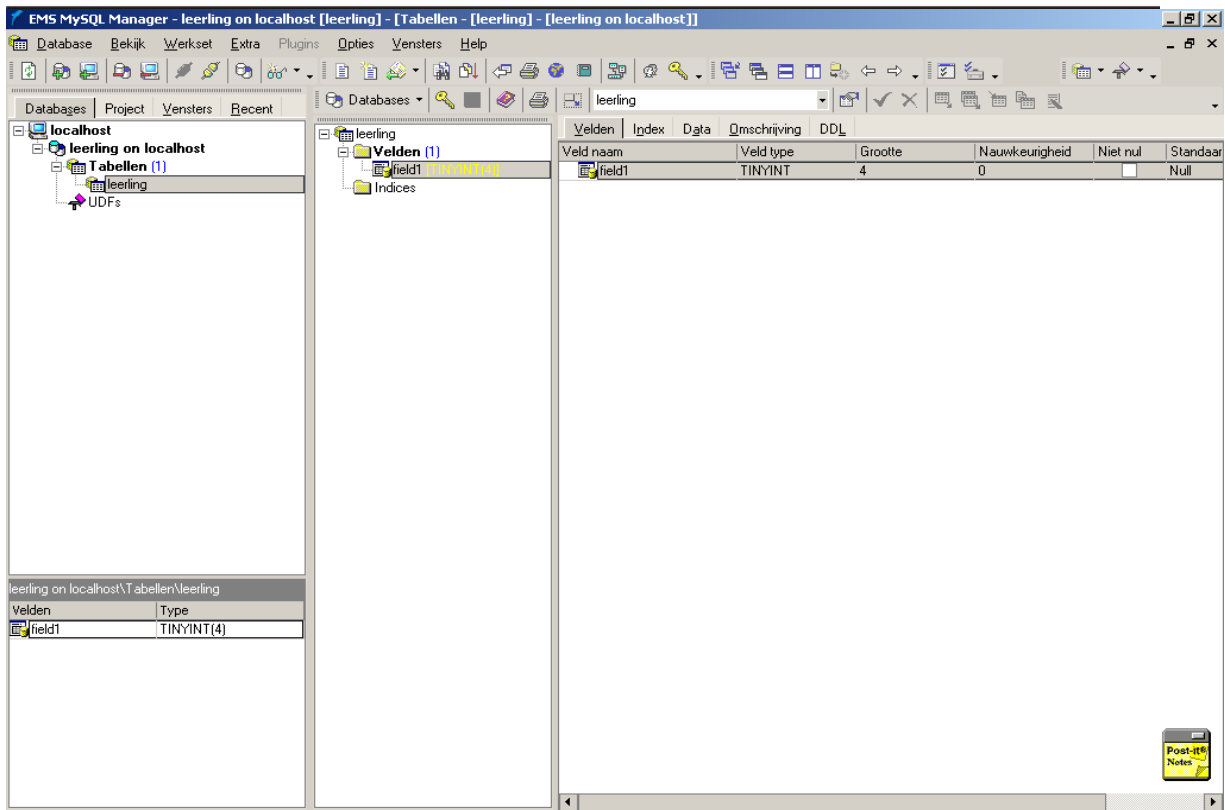 EMS MySQL Manager - leerling on localhost [leerling] - [Tabellen - [leerling] - [leerling on localhost]]
Database Bekijk Werkset Extra Plugins Opties Vensters Help
Databases Project Vensters Recent
Databases
leerling
localhost
leerling on localhost
Tabellen (1)
leerling
UDFs
leerling
Velden (1)
field1 [TINYINT(4)]
Indices
Velden Index Data Omschrijving DDL
Veld naam Veld type Grootte Nauwkeurigheid Niet nul Standaar
field1 TINYINT 4 0 Null
leerling on localhost\Tabellen\leerling
Velden Type
field1 TINYINT(4)
Post-it®
Notes